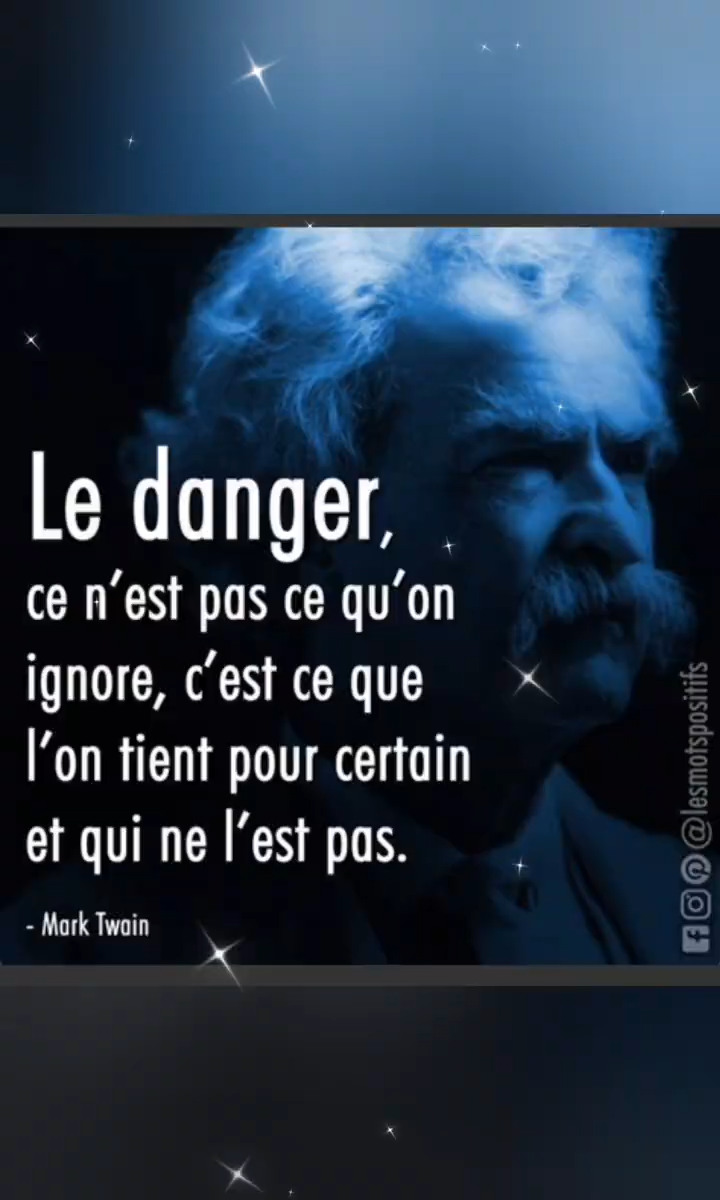 Le danger,
ce n'est pas ce qu'on
ignore, c'est ce que
l'on tient pour certain
et qui ne l'est pas.
- Mark Twain
@lesmotspositifs